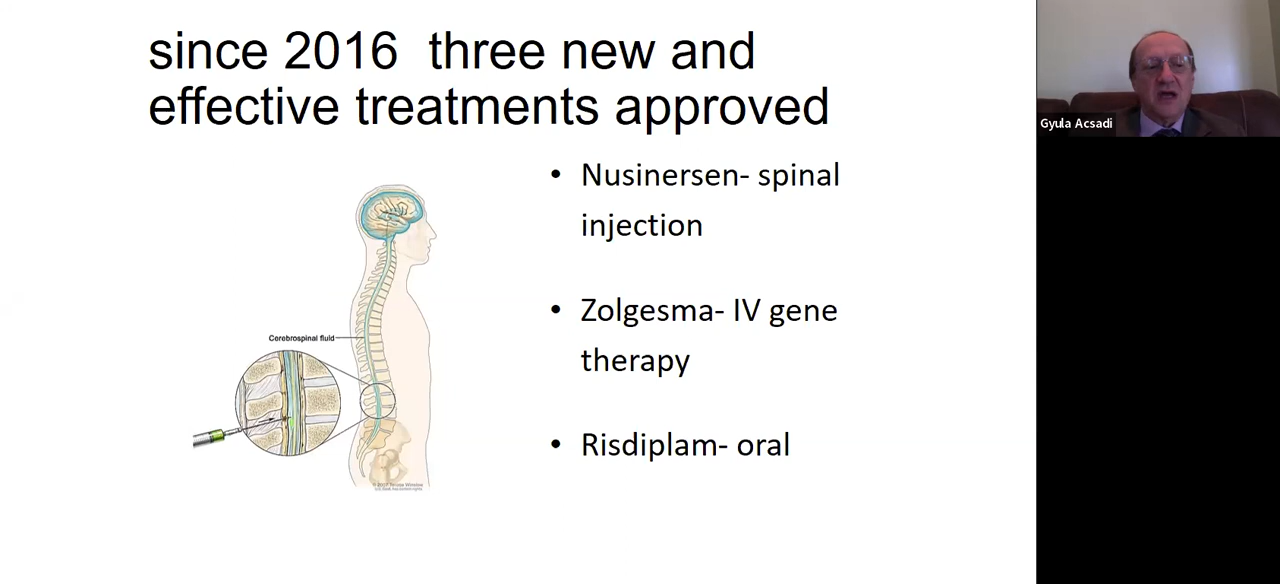 since 2016  three new and
effective treatments approved
• Nusinersen- spinal
injection
• Zolgesma- IV gene
therapy
• Risdiplam- oral
Cerebrospinal fluid
Gyula Acsadi